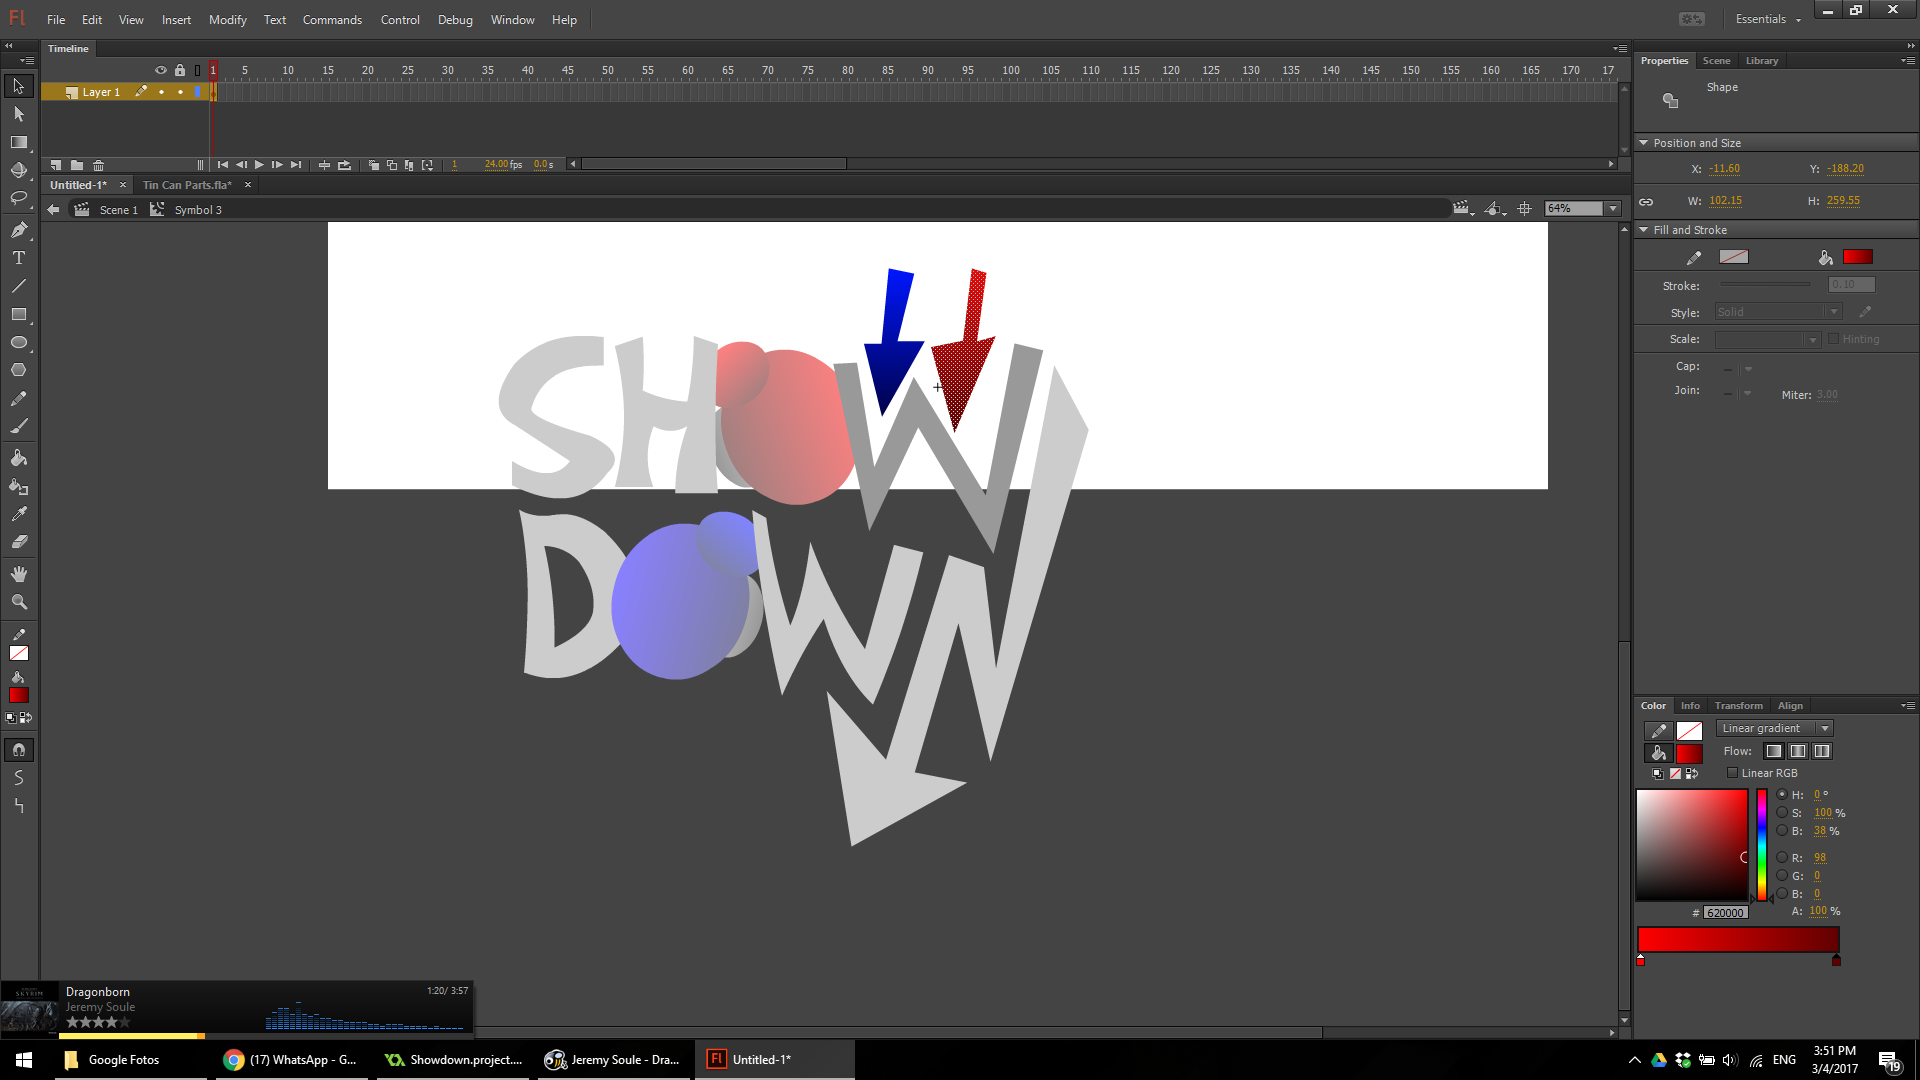 Fl File Edit View Insert Modify Text Commands Control Debug Window Help Essentials
Timeline
1 5 10 15 20 25 30 35 40 45 50 55 60 65 70 75 80 85 90 95 100 105 110 115 120 125 130 135 140 145 150 155 160 165 170 17
Layer 1
1 24.00 fps 0.0 s
Untitled-1* Tin Can Parts.fla*
Scene 1 Symbol 3 64%
SHOW
DOWN
T
Properties Scene Library
Shape
Position and Size
X: -11.60 Y: -188.20
W: 102.15 H: 259.55
Fill and Stroke
Stroke: 0.10
Style: Solid
Scale: Hinting
Cap:
Join: Miter: 3.00
Color Info Transform Align
Linear gradient
Flow:
Linear RGB
H: 0 °
S: 100 %
B: 38 %
R: 98
G: 0
B: 0
# 620000 A: 100 %
SKYRIM
Dragonborn 1:20/ 3:57
Jeremy Soule
Google Fotos (17) WhatsApp - G... Showdown.project.... Jeremy Soule - Dra... Fl Untitled-1* ENG
3:51 PM
3/4/2017
19